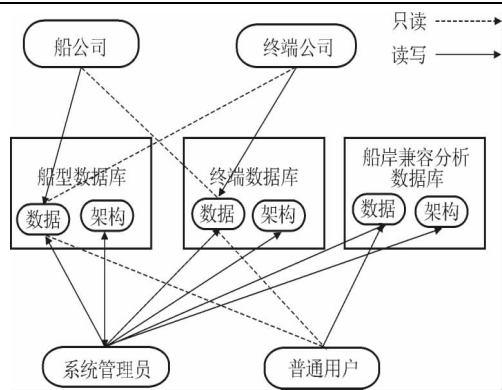 只读
船公司
终端公司
读写
船型数据库
终端数据库
船岸兼容分析
数据库
数据
架构
数据
架构
数据
架构
系统管理员
普通用户